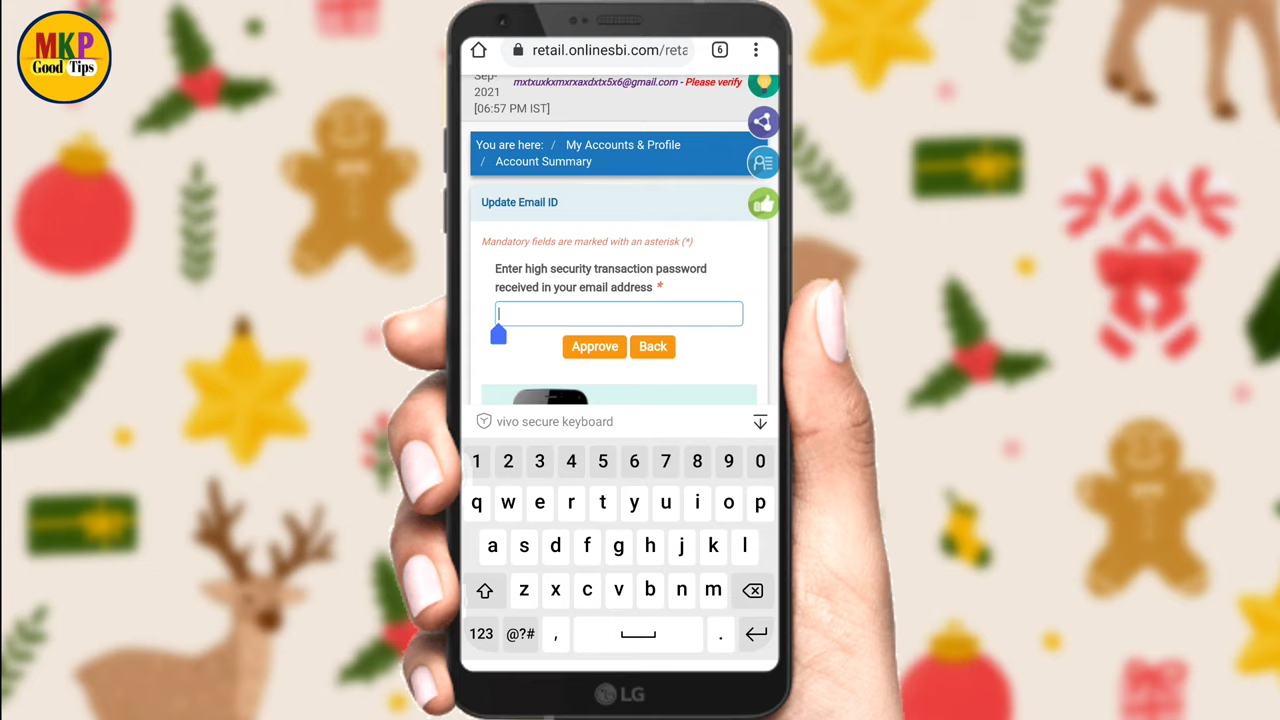 MKP
Good Tips
retail.onlinesbi.com/reta
6
Sep-
2021
[06:57 PM IST]
mxtxuxkxmxrxaxdxtx5x6@gmail.com - Please verify
You are here: / My Accounts & Profile
/ Account Summary
Update Email ID
Mandatory fields are marked with an asterisk (*)
Enter high security transaction password
received in your email address *
Approve Back
vivo secure keyboard
1 2 3 4 5 6 7 8 9 0
q w e r t y u i o p
a s d f g h j k l
z x c v b n m
123 @?# , .
LG